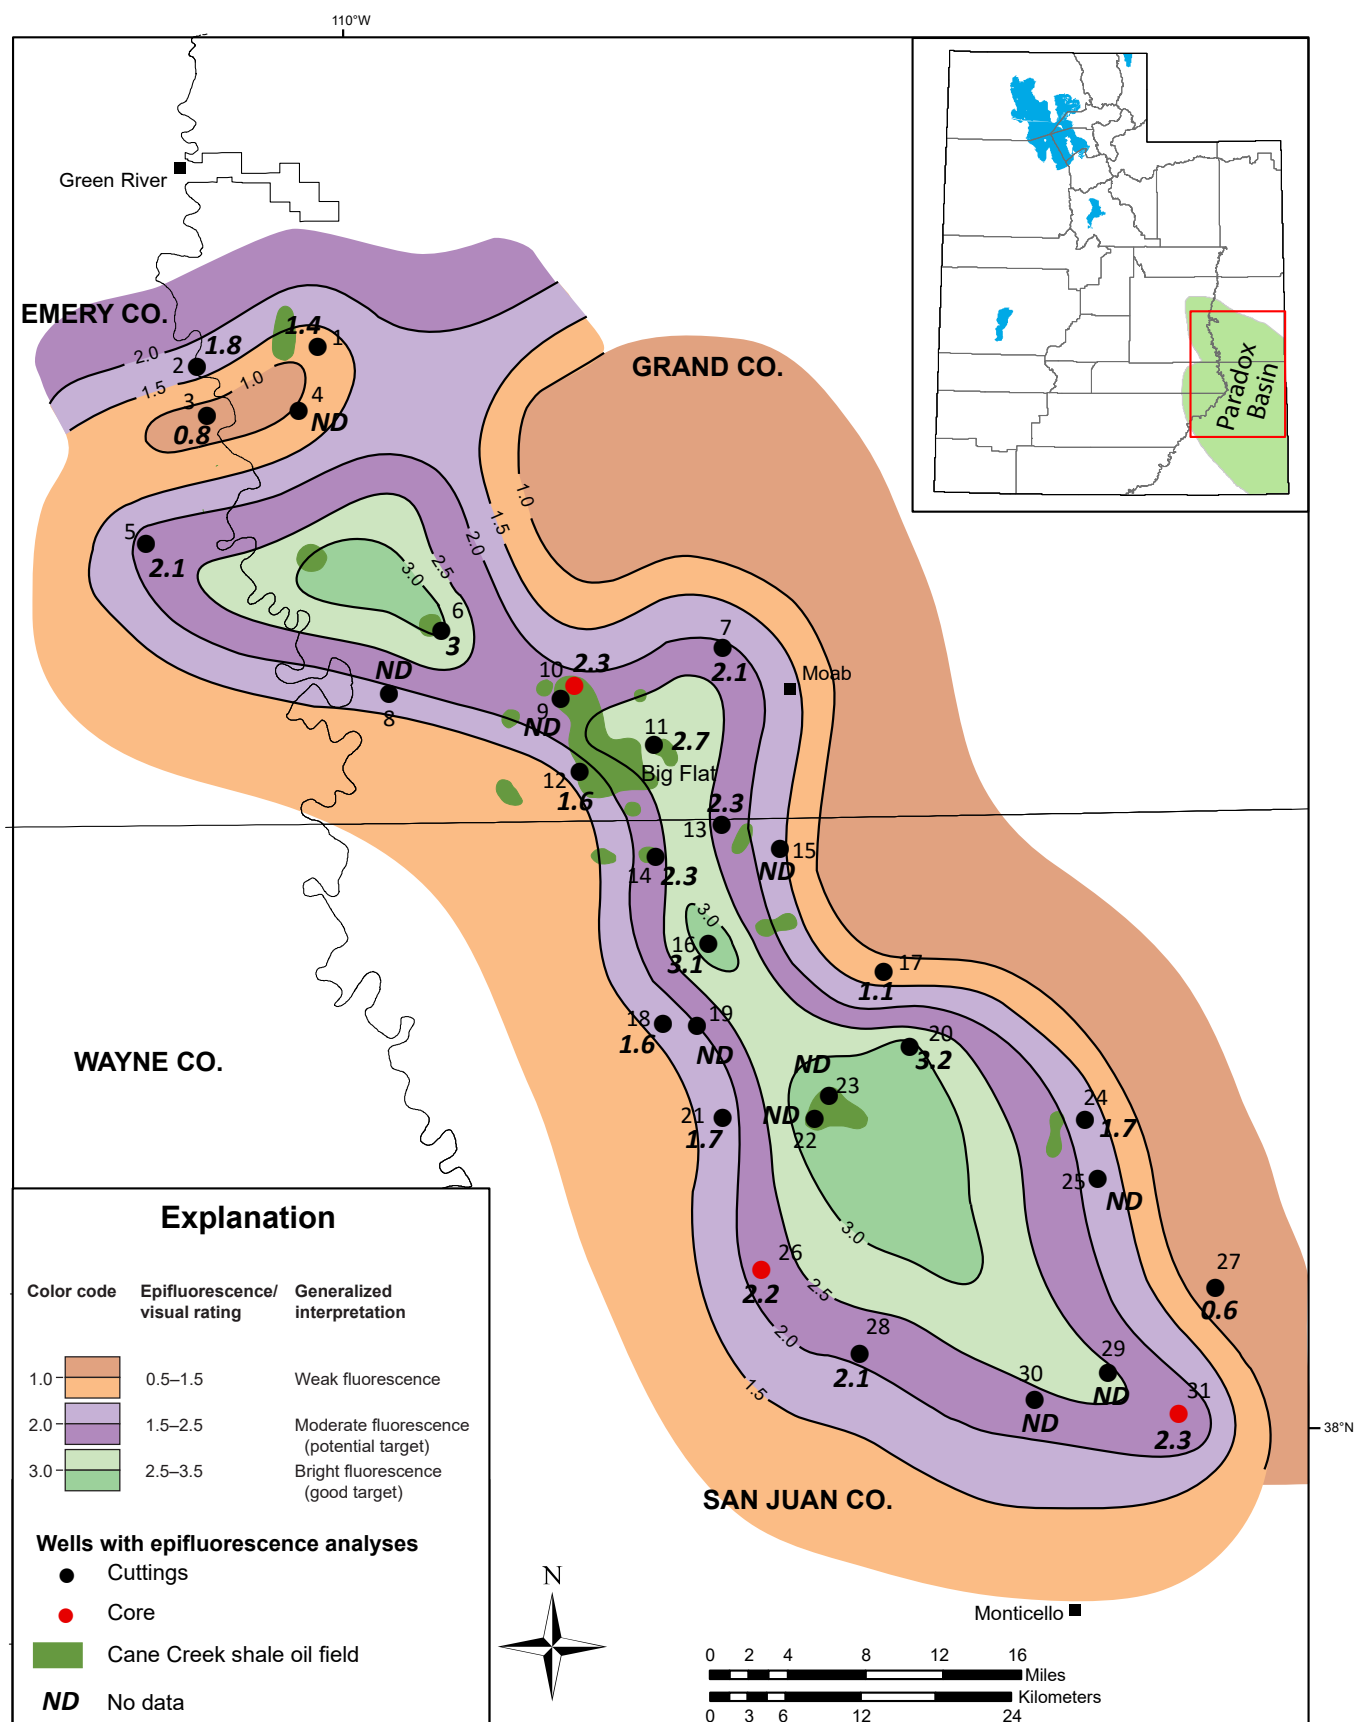 110°W
Green River
EMERY CO.
GRAND CO.
Paradox
Basin
2.0
1.5
1.0
1.8
2
1.4
1
3
0.8
4
ND
1.0
1.5
2.0
2.5
3.0
5
2.1
6
3
ND
8
7
2.1
Moab
10
2.3
9
ND
11
2.7
Big Flat
12
1.6
2.3
13
15
ND
14
2.3
3.0
16
3.1
17
1.1
18
1.6
19
ND
20
3.2
ND
23
ND
22
21
1.7
24
1.7
25
ND
3.0
26
2.2
2.5
2.0
1.5
27
0.6
28
2.1
29
ND
30
ND
31
2.3
38°N
WAYNE CO.
SAN JUAN CO.
Monticello
Explanation
Color code Epifluorescence/ visual rating Generalized interpretation
1.0 0.5–1.5 Weak fluorescence
2.0 1.5–2.5 Moderate fluorescence
(potential target)
3.0 2.5–3.5 Bright fluorescence
(good target)
Wells with epifluorescence analyses
Cuttings
Core
Cane Creek shale oil field
ND No data
N
0 2 4 8 12 16
Miles
Kilometers
0 3 6 12 24